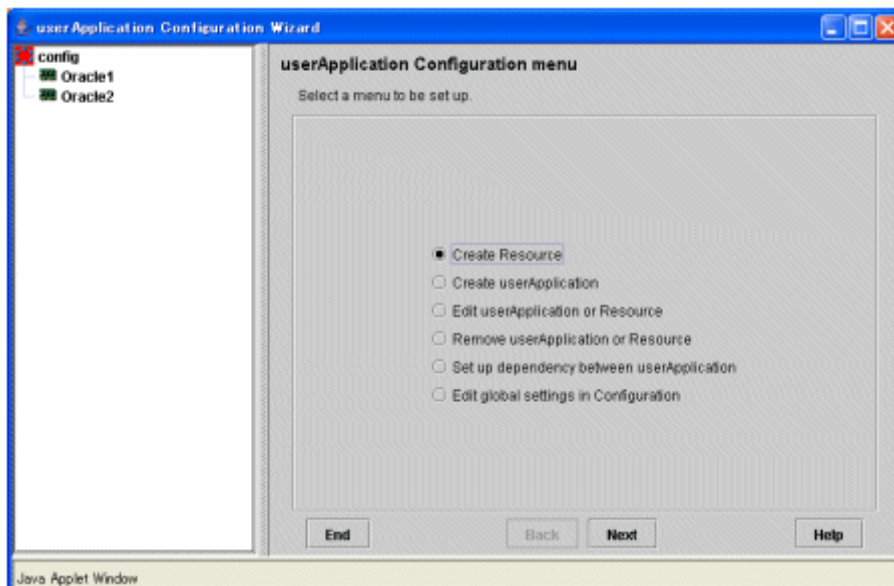 userApplication Configuration Wizard
config
Oracle1
Oracle2
userApplication Configuration menu
Select a menu to be set up.
Create Resource
Create userApplication
Edit userApplication or Resource
Remove userApplication or Resource
Set up dependency between userApplication
Edit global settings in Configuration
End Back Next Help
Java Applet Window